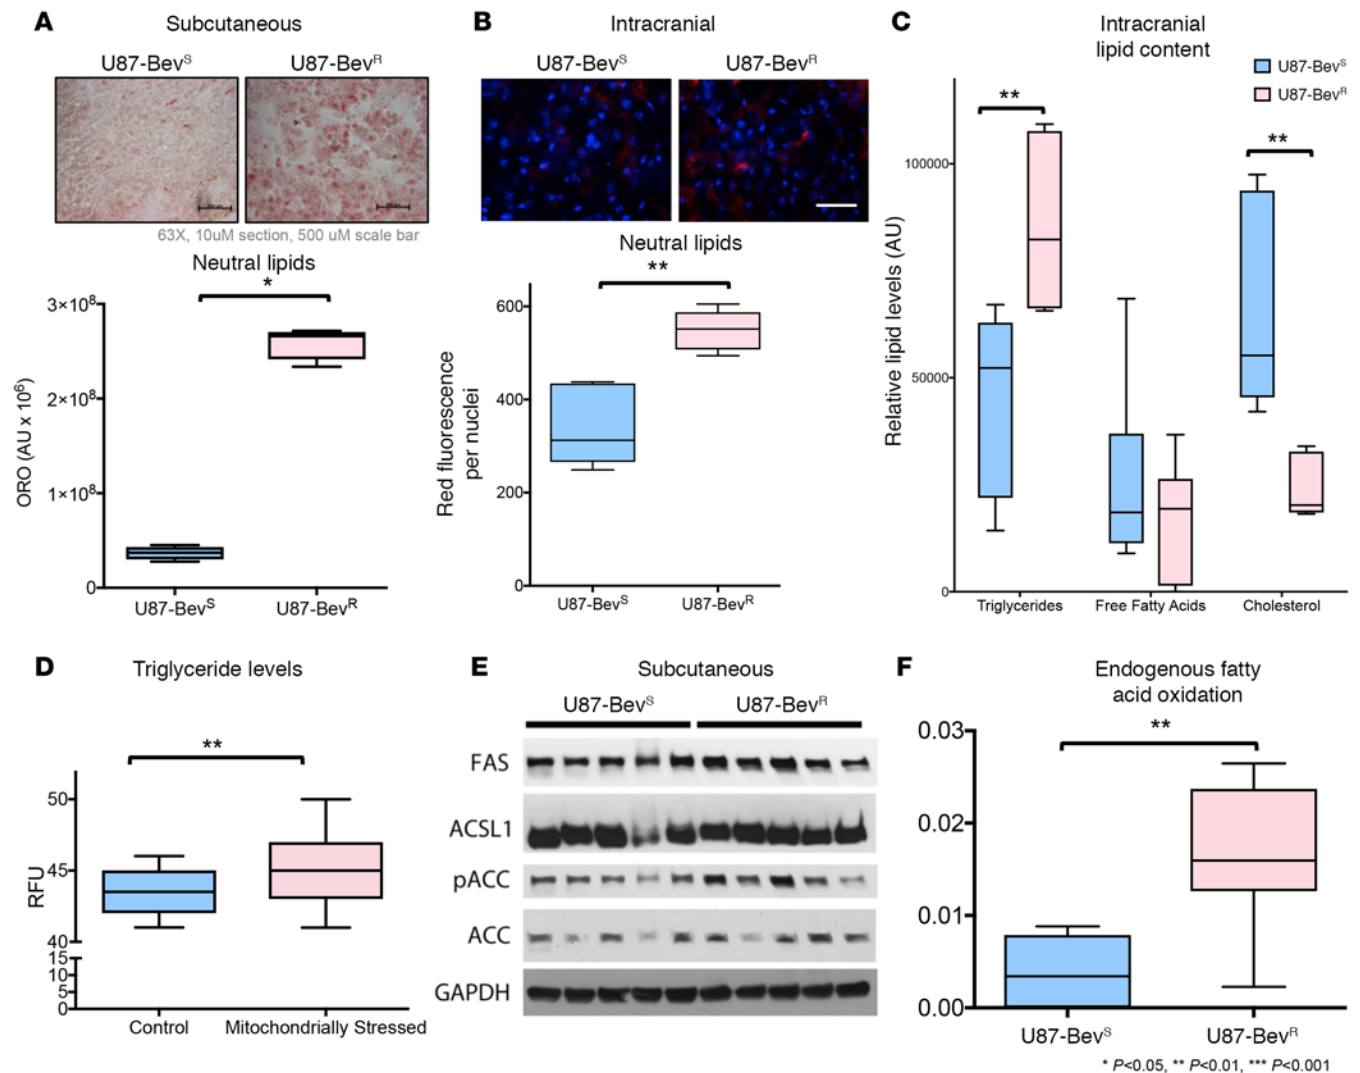 A
Subcutaneous
U87-Bevˢ
U87-Bevᴿ
63X, 10uM section, 500 uM scale bar
Neutral lipids
*
ORO (AU x 10⁶)
3×10⁸
2×10⁸
1×10⁸
0
U87-Bevˢ
U87-Bevᴿ
B
Intracranial
U87-Bevˢ
U87-Bevᴿ
Neutral lipids
**
Red fluorescence
per nuclei
600
400
200
0
U87-Bevˢ
U87-Bevᴿ
C
Intracranial
lipid content
U87-Bevˢ
U87-Bevᴿ
**
**
Relative lipid levels (AU)
100000
50000
0
Triglycerides
Free Fatty Acids
Cholesterol
D
Triglyceride levels
**
RFU
50
45
40
15
10
5
0
Control
Mitochondrially Stressed
E
Subcutaneous
U87-Bevˢ
U87-Bevᴿ
FAS
ACSL1
pACC
ACC
GAPDH
F
Endogenous fatty
acid oxidation
**
0.03
0.02
0.01
0.00
U87-Bevˢ
U87-Bevᴿ
* P<0.05, ** P<0.01, *** P<0.001